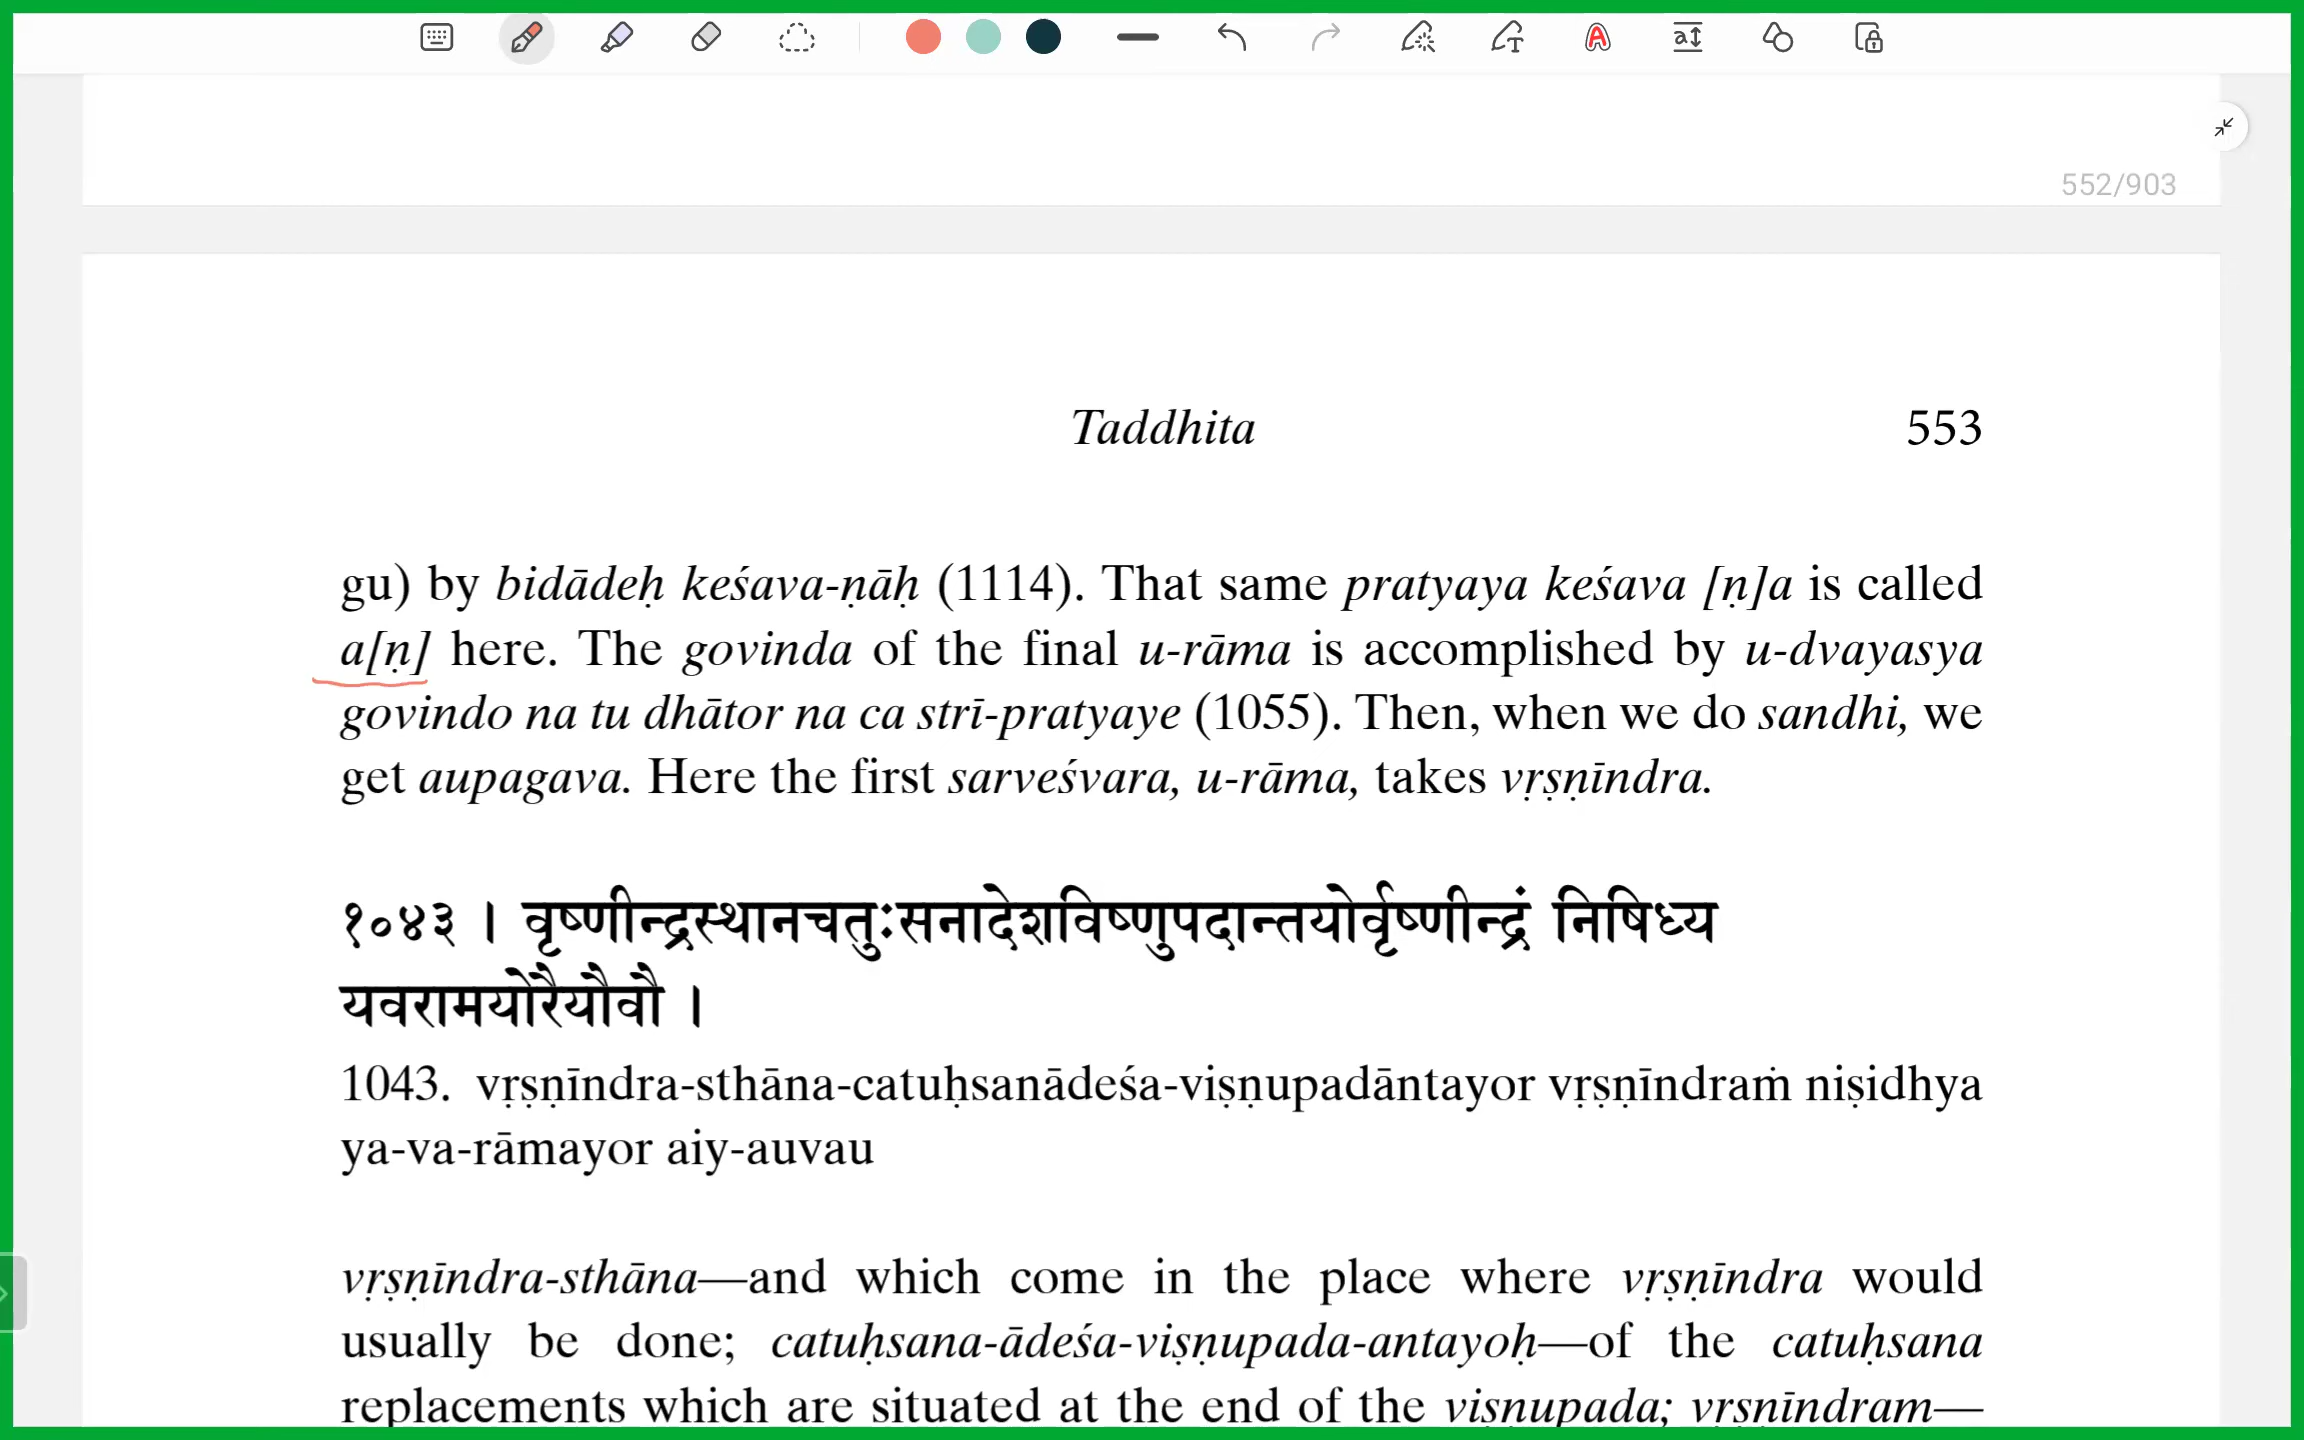 552/903
Taddhita 553
gu) by bidādeḥ keśava-ṇāḥ (1114). That same pratyaya keśava [ṇ]a is called
a[ṇ] here. The govinda of the final u-rāma is accomplished by u-dvayasya
govindo na tu dhātor na ca strī-pratyaye (1055). Then, when we do sandhi, we
get aupagava. Here the first sarveśvara, u-rāma, takes vṛṣṇīndra.
१०४३ । वृष्णीन्द्रस्थानचतुःसनादेशविष्णुपदान्तयोर्वृष्णीन्द्रं निषिध्य
यवरामयोरैयौवौ ।
1043. vṛṣṇīndra-sthāna-catuḥsanādeśa-viṣṇupadāntayor vṛṣṇīndraṁ niṣidhya
ya-va-rāmayor aiy-auvau
vṛṣṇīndra-sthāna—and which come in the place where vṛṣṇīndra would
usually be done; catuḥsana-ādeśa-viṣṇupada-antayoḥ—of the catuḥsana
replacements which are situated at the end of the viṣṇupada; vṛṣṇīndram—